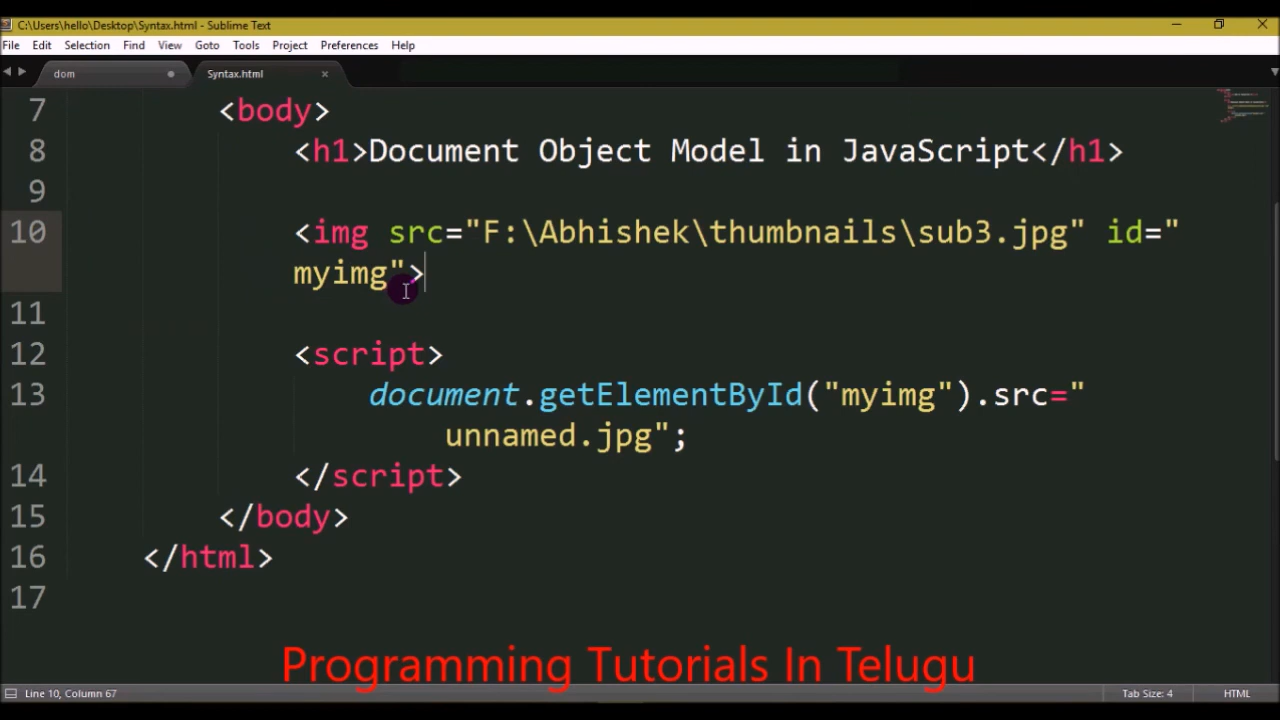 C:\Users\hello\Desktop\Syntax.html - Sublime Text
File Edit Selection Find View Goto Tools Project Preferences Help
dom Syntax.html
7 <body>
8 <h1>Document Object Model in JavaScript</h1>
9
10 <img src="F:\Abhishek\thumbnails\sub3.jpg" id="
myimg">
11
12 <script>
13 document.getElementById("myimg").src="
unnamed.jpg";
14 </script>
15 </body>
16 </html>
17
Programming Tutorials In Telugu
Line 10, Column 67 Tab Size: 4 HTML